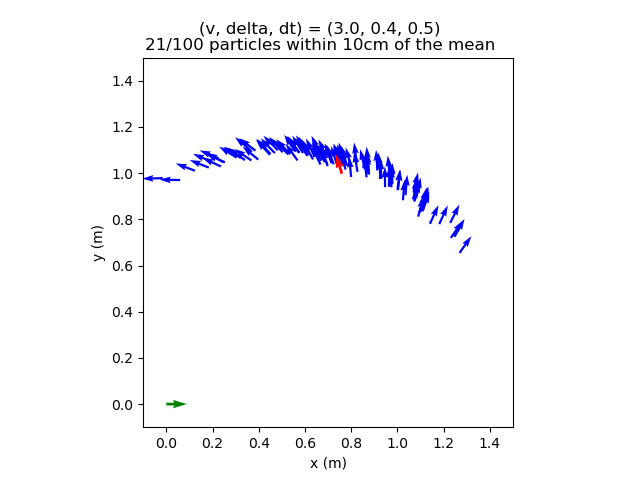 (v, delta, dt) = (3.0, 0.4, 0.5)
21/100 particles within 10cm of the mean
1.4
1.2
1.0
0.8
0.6
0.4
0.2
0.0
y (m)
0.0 0.2 0.4 0.6 0.8 1.0 1.2 1.4
x (m)